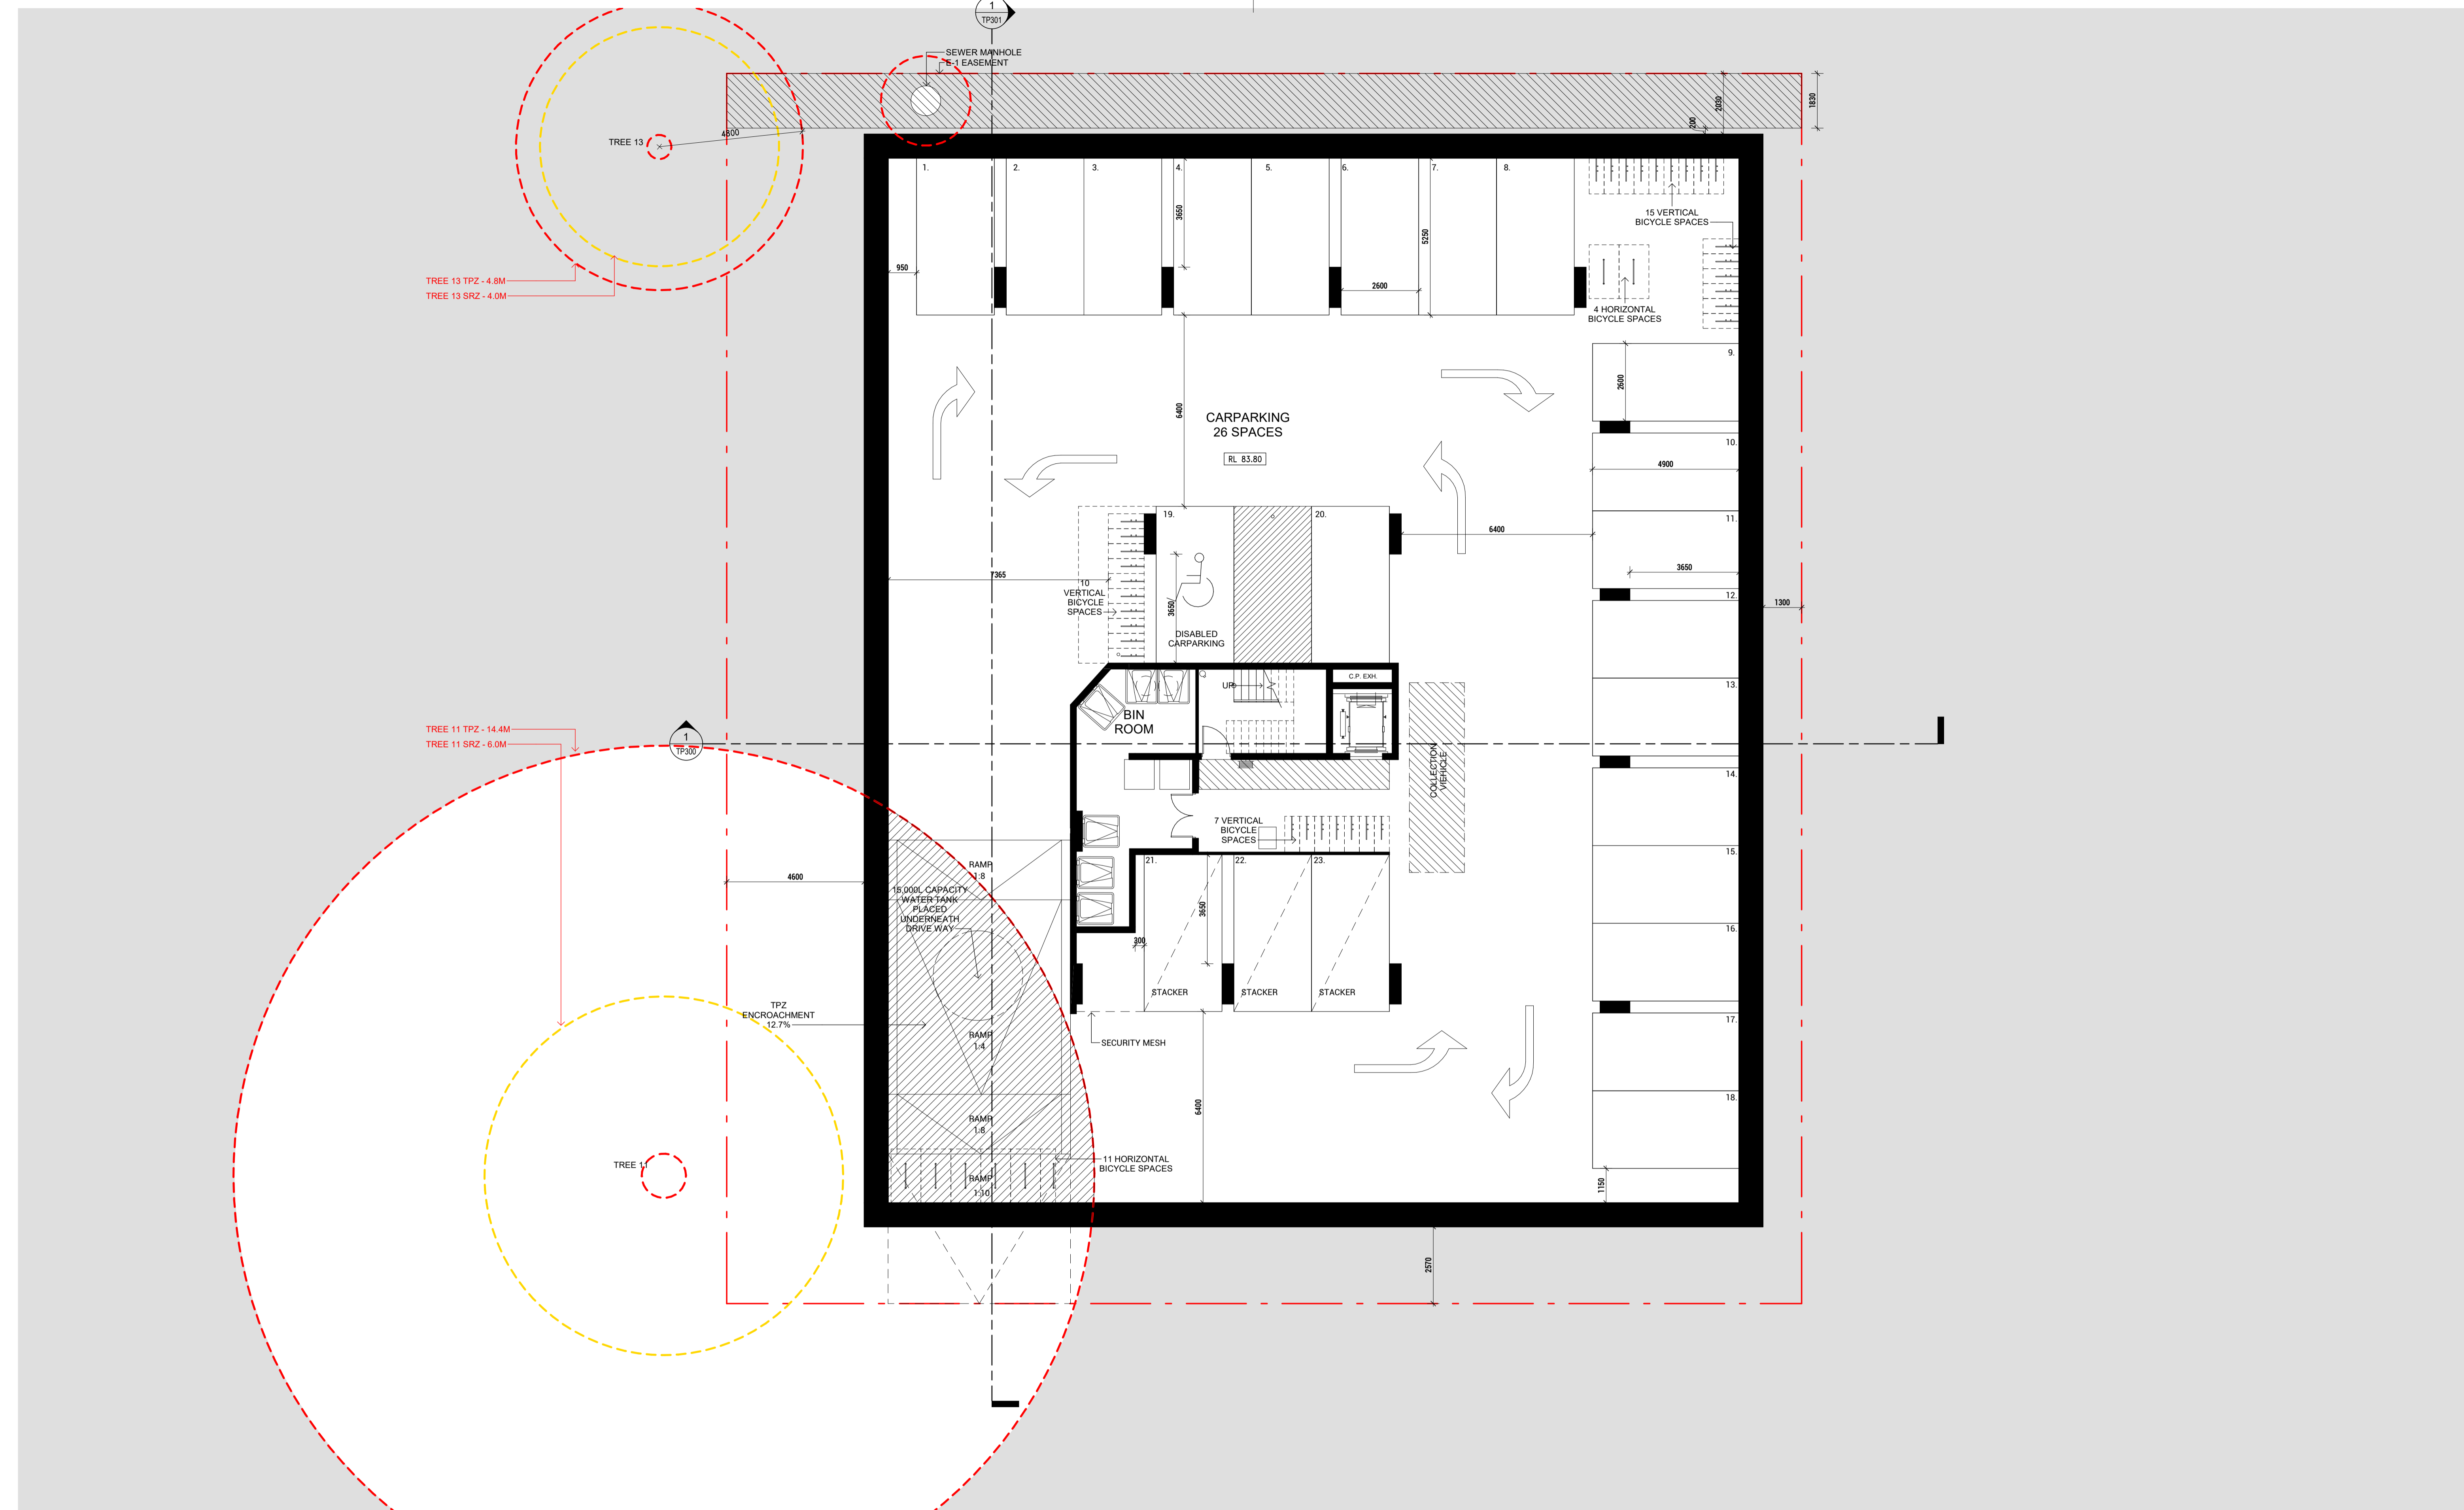 1
TP301
SEWER MANHOLE
E-1 EASEMENT
2030
1830
200
4800
TREE 13
1.
2.
3.
4.
5.
6.
7.
8.
3650
5250
15 VERTICAL
BICYCLE SPACES
950
2600
TREE 13 TPZ - 4.8M
TREE 13 SRZ - 4.0M
4 HORIZONTAL
BICYCLE SPACES
9.
2600
6400
CARPARKING
26 SPACES
RL 83.80
10.
4900
19.
20.
11.
6400
7365
10
VERTICAL
BICYCLE
SPACES
3650
3650
12.
1300
DISABLED
CARPARKING
C.P. EXH.
UP
13.
BIN
ROOM
TREE 11 TPZ - 14.4M
TREE 11 SRZ - 6.0M
1
TP300
COLLECTION
VIEHICLE
14.
7 VERTICAL
BICYCLE
SPACES
15.
21.
22.
23.
RAMP
1:8
4600
15,000L CAPACITY
WATER TANK
PLACED
UNDERNEATH
DRIVE WAY
3650
300
16.
STACKER
STACKER
STACKER
TPZ
ENCROACHMENT
12.7%
17.
RAMP
1:4
SECURITY MESH
18.
6400
RAMP
1:8
TREE 11
11 HORIZONTAL
BICYCLE SPACES
RAMP
1:10
1150
2570